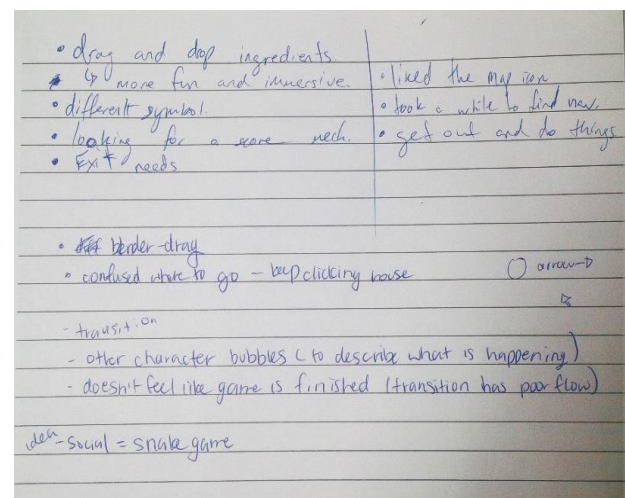 • drag and drop ingredients.
↳ more fun and immersive.
• different symbol.
• looking for a score mech.
• Exit needs
• liked the map icon
• took a while to find new.
• get out and do things
• blender-drag
• confused where to go - keep clicking house
arrow
- transition
- other character bubbles (to describe what is happening)
- doesn't feel like game is finished (transition has poor flow)
idea - social = snake game